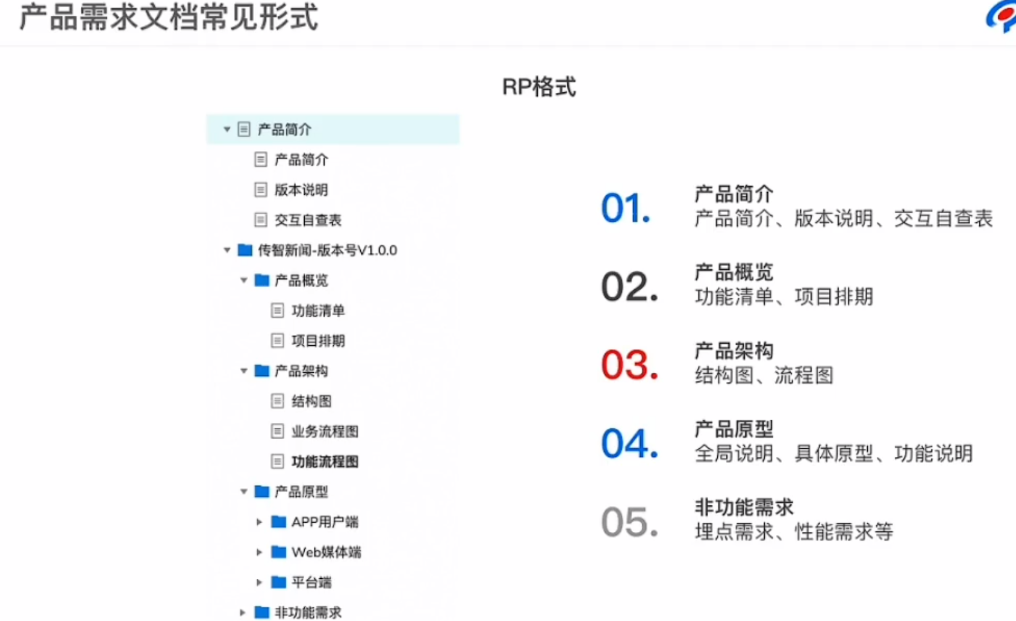 产品需求文档常见形式
RP格式
产品简介
产品简介
版本说明
交互自查表
传智新闻-版本号V1.0.0
产品概览
功能清单
项目排期
产品架构
结构图
业务流程图
功能流程图
产品原型
APP用户端
Web媒体端
平台端
非功能需求
01.
产品简介
产品简介、版本说明、交互自查表
02.
产品概览
功能清单、项目排期
03.
产品架构
结构图、流程图
04.
产品原型
全局说明、具体原型、功能说明
05.
非功能需求
埋点需求、性能需求等